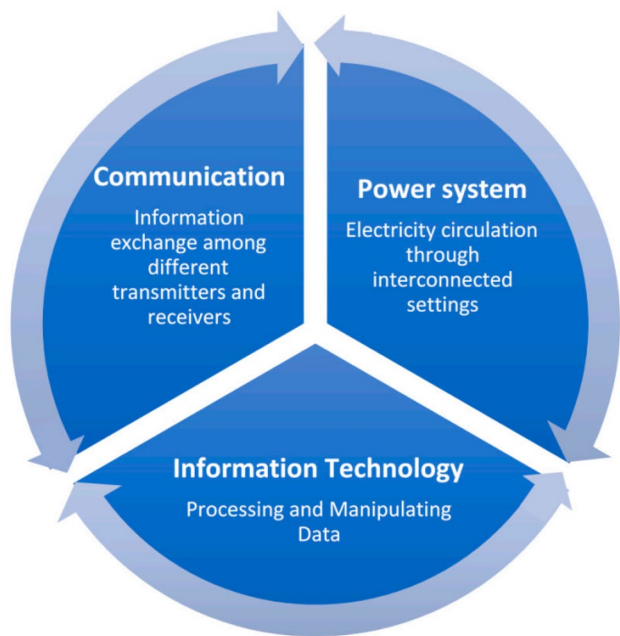 Communication
Information
exchange among
different
transmitters and
receivers
Power system
Electricity circulation
through
interconnected
settings
Information Technology
Processing and Manipulating
Data